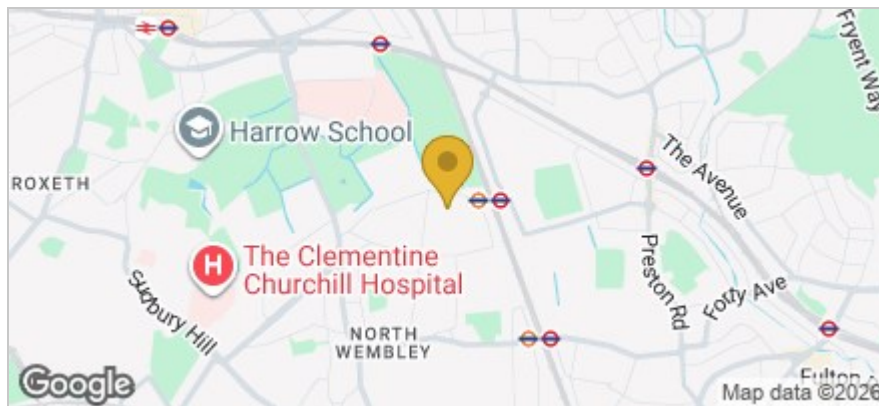 Fryent Way
Harrow School
The Avenue
ROXETH
H
The Clementine
Churchill Hospital
Preston Rd
Forty Ave
Sudbury Hill
NORTH
WEMBLEY
Fulton
Google
Map data ©2026